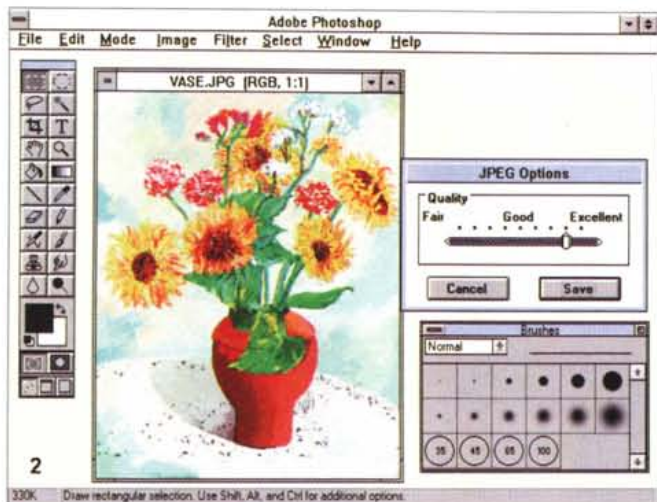 Adobe Photoshop
File Edit Mode Image Filter Select Window Help
VASE.JPG (RGB, 1:1)
T
JPEG Options
Quality
Fair Good Excellent
Cancel Save
Brushes
Normal
35 45 65 100
2
330K Draw rectangular selection. Use Shift, Alt, and Ctrl for additional options.